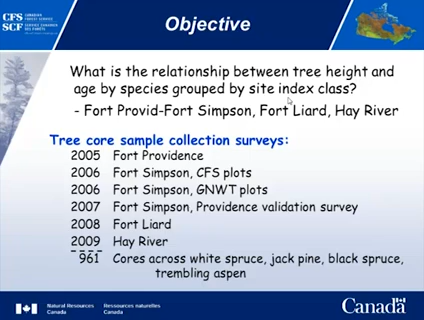 CFS
SCF
CANADIAN
FOREST SERVICE
SERVICE CANADIEN
DES FORÊTS
Objective
What is the relationship between tree height and
age by species grouped by site index class?
- Fort Provid-Fort Simpson, Fort Liard, Hay River
Tree core sample collection surveys:
2005 Fort Providence
2006 Fort Simpson, CFS plots
2006 Fort Simpson, GNWT plots
2007 Fort Simpson, Providence validation survey
2008 Fort Liard
2009 Hay River
961 Cores across white spruce, jack pine, black spruce,
trembling aspen
Natural Resources Ressources naturelles
Canada Canada
Canada